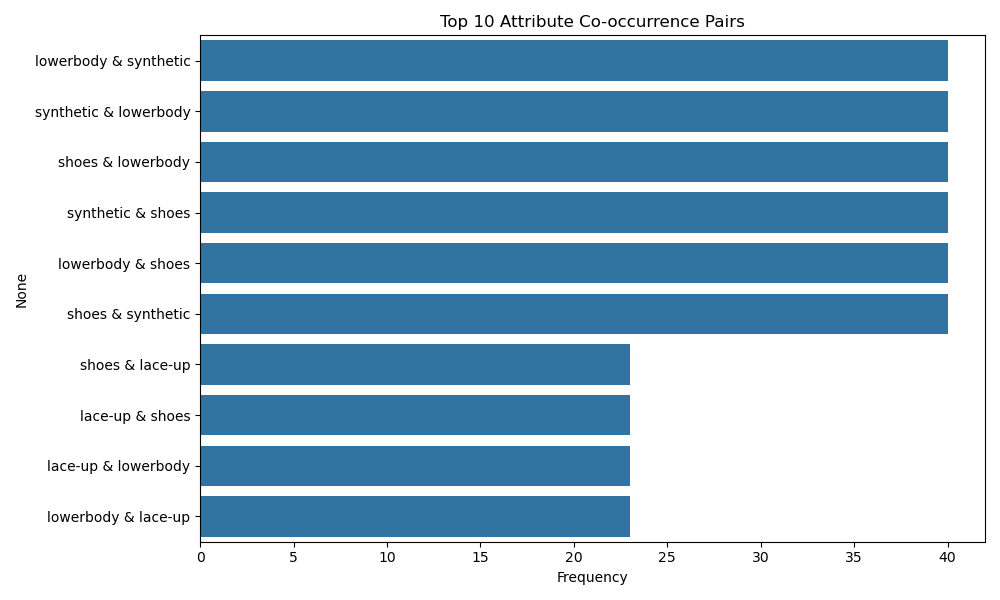 Top 10 Attribute Co-occurrence Pairs
lowerbody & synthetic
synthetic & lowerbody
shoes & lowerbody
synthetic & shoes
lowerbody & shoes
shoes & synthetic
shoes & lace-up
lace-up & shoes
lace-up & lowerbody
lowerbody & lace-up
None
0 5 10 15 20 25 30 35 40
Frequency